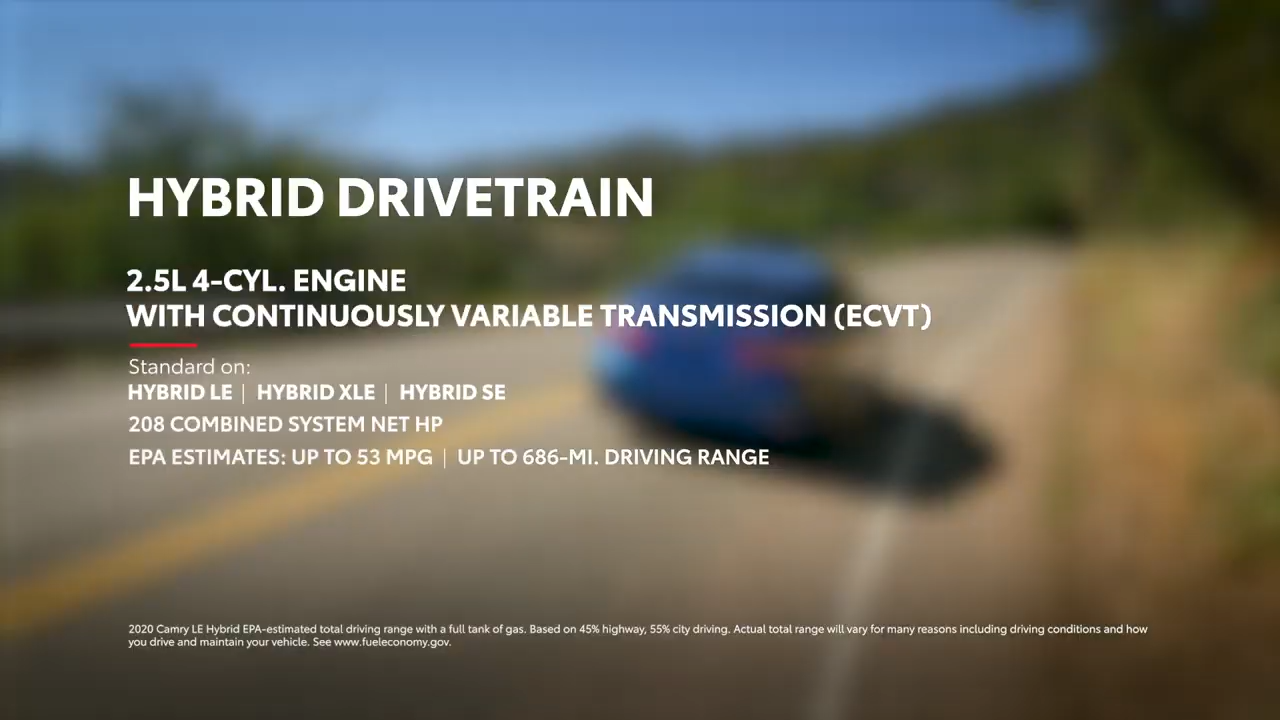 HYBRID DRIVETRAIN
2.5L 4-CYL. ENGINE
WITH CONTINUOUSLY VARIABLE TRANSMISSION (ECVT)
Standard on:
HYBRID LE | HYBRID XLE | HYBRID SE
208 COMBINED SYSTEM NET HP
EPA ESTIMATES: UP TO 53 MPG | UP TO 686-MI. DRIVING RANGE
2020 Camry LE Hybrid EPA-estimated total driving range with a full tank of gas. Based on 45% highway, 55% city driving. Actual total range will vary for many reasons including driving conditions and how
you drive and maintain your vehicle. See www.fueleconomy.gov.